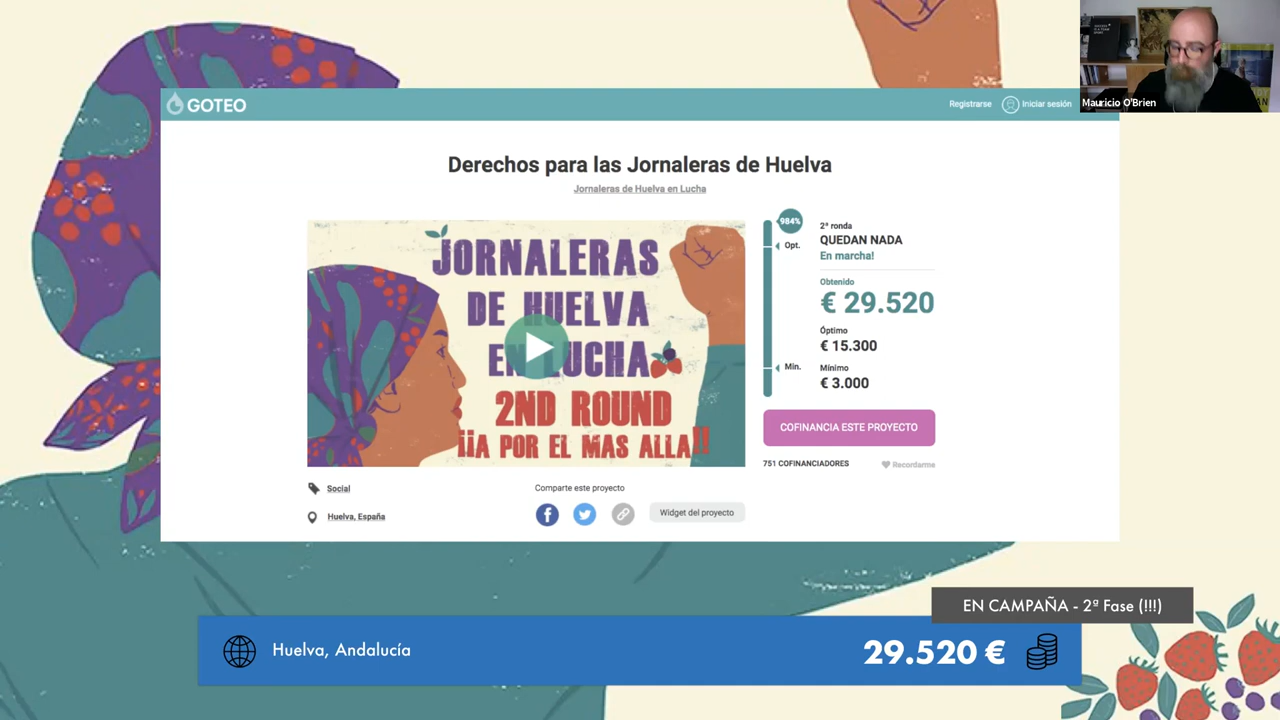 Mauricio O'Brien
GOTEO
Registrarse
Iniciar sesión
Derechos para las Jornaleras de Huelva
Jornaleras de Huelva en Lucha
JORNALERAS
DE HUELVA
EN LUCHA
2ND ROUND
¡¡A POR EL MAS ALLA!!
984%
Opt.
Min.
2ª ronda
QUEDAN NADA
En marcha!
Obtenido
€ 29.520
Óptimo
€ 15.300
Mínimo
€ 3.000
COFINANCIA ESTE PROYECTO
751 COFINANCIADORES
Recordarme
Social
Huelva, España
Comparte este proyecto
Widget del proyecto
EN CAMPAÑA - 2ª Fase (!!!)
Huelva, Andalucía
29.520 €